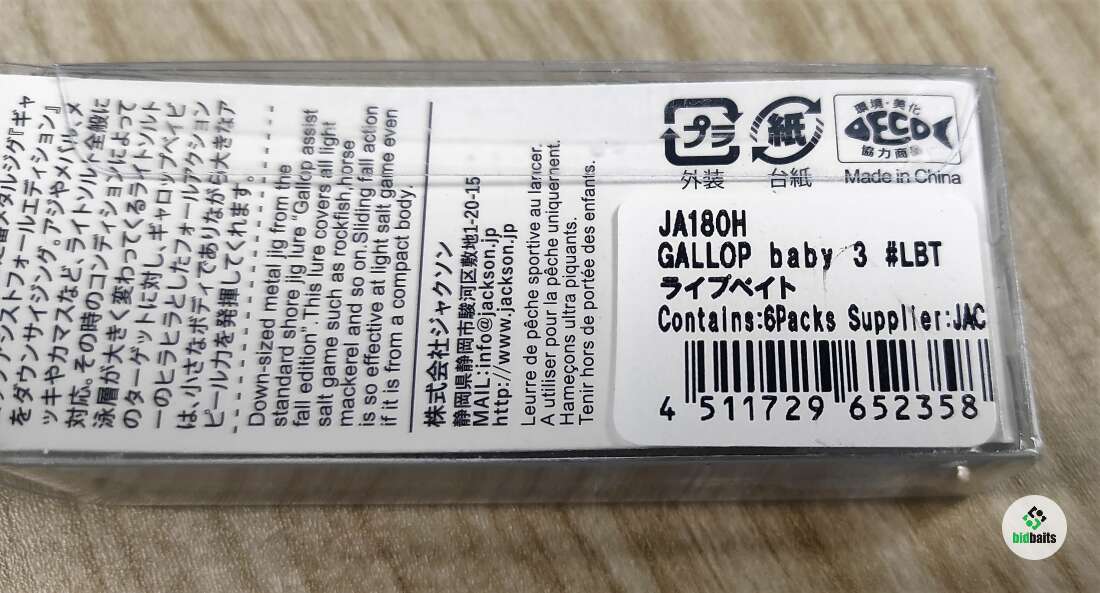 ッキやカマスなど、ライトソルト全般に
対応。その時のコンディションによって
泳層が大きく変わってくるライトソルト
のターゲットに対し、ギャロップベイビ
ーのヒラヒラとしたフォールアクション
は、小さなボディでありながら大きなア
ピール力を発揮してくれます。
Down-sized metal jig from the
standard shore jig lure "Gallop assist
fall edition".This lure covers all light
salt game such as rockfish,horse
mackerel and so on.Sliding fall action
is so effective at light salt game even
if it is from a compact body.
株式会社ジャクソン
静岡県静岡市駿河区敷地1-20-15
MAIL:info@jackson.jp
http://www.jackson.jp
Leurre de pêche sportive au lancer.
A utiliser pour la pêche uniquement.
Hameçons ultra piquants.
Tenir hors de portée des enfants.
プラ
外装
紙
台紙
環境・美化
ECO
協力商品
Made in China
JA180H
GALLOP baby 3 #LBT
ライブベイト
Contains:6Packs Supplier:JAC
4 511729 652358
bidbaits